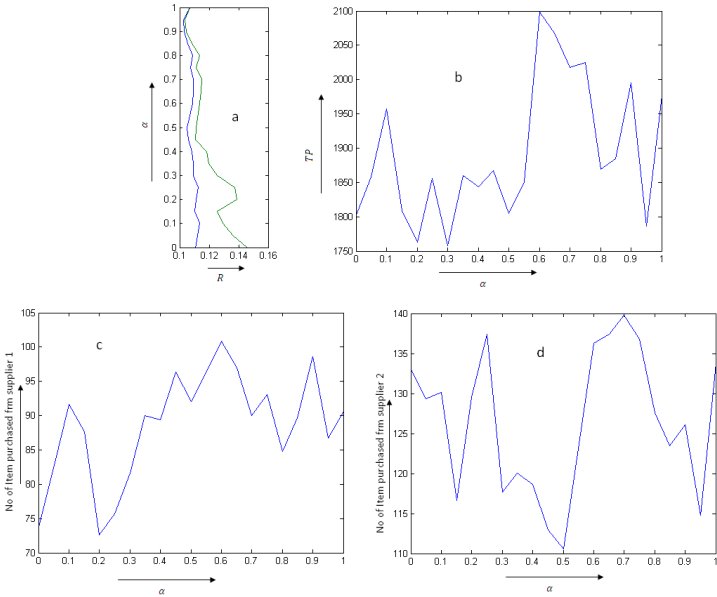 1
0.9
0.8
0.7
0.6
0.5
0.4
0.3
0.2
0.1
0
α
a
0.1 0.12 0.14 0.16
R
2100
2050
2000
1950
1900
1850
1800
1750
TP
b
0 0.1 0.2 0.3 0.4 0.5 0.6 0.7 0.8 0.9 1
α
105
100
95
90
85
80
75
70
No of Item purchased frm supplier 1
c
0 0.1 0.2 0.3 0.4 0.5 0.6 0.7 0.8 0.9 1
α
140
135
130
125
120
115
110
No of Item purchased frm supplier 2
d
0 0.1 0.2 0.3 0.4 0.5 0.6 0.7 0.8 0.9 1
α